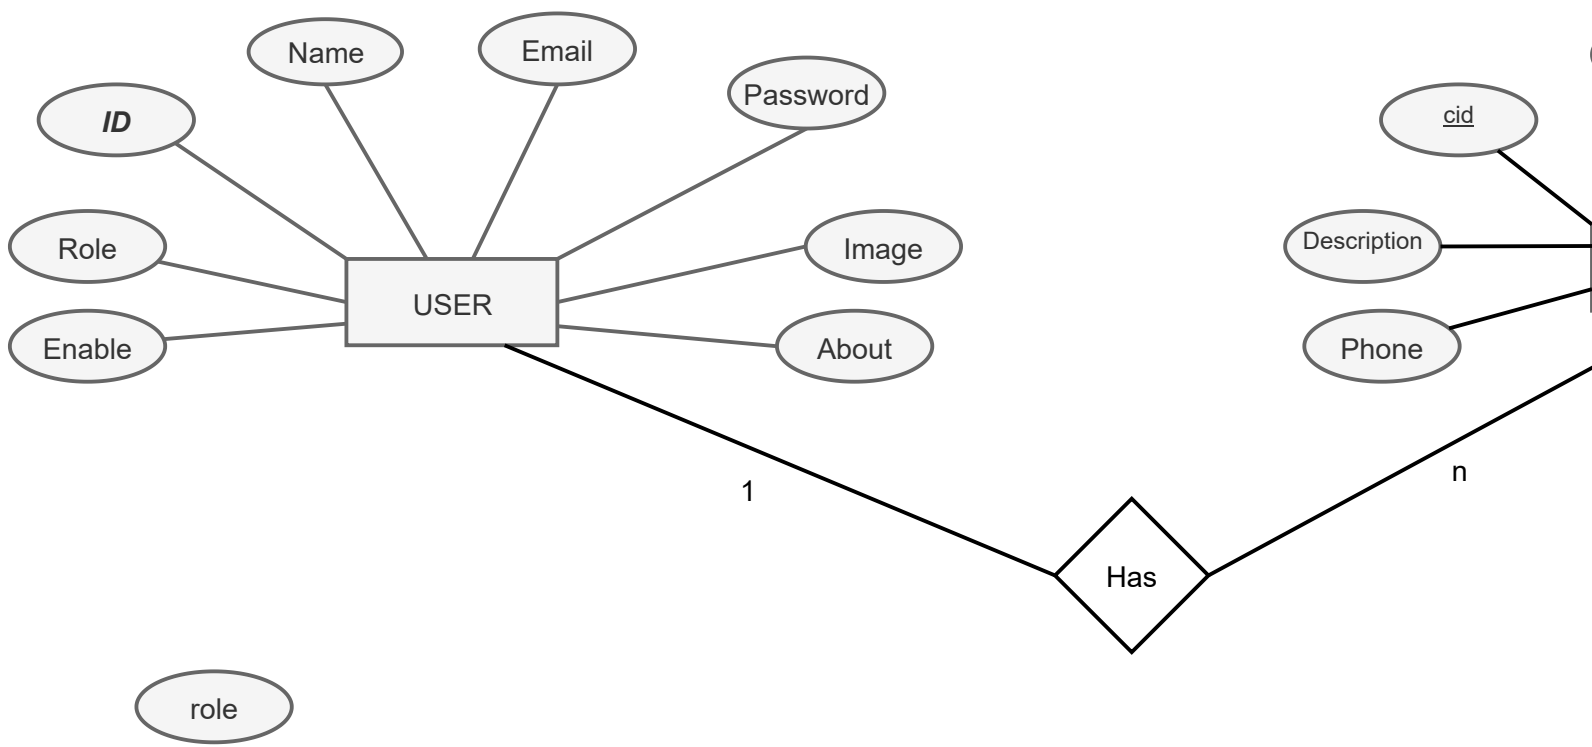 Name
Email
Password
ID
cid
Role
Image
Description
USER
Enable
About
Phone
1
n
Has
role